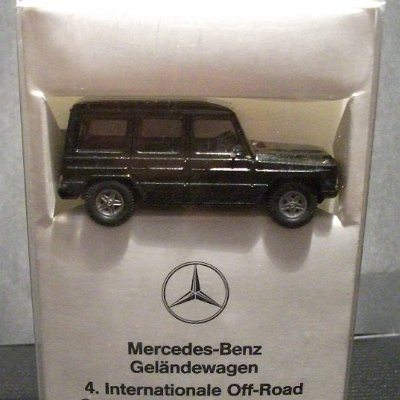 Mercedes-Benz
Geländewagen
4. Internationale Off-Road